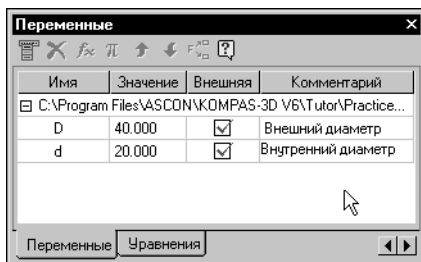 Переменные
Имя Значение Внешняя Комментарий
C:\Program Files\ASCON\KOMPAS-3D V6\Tutor\Practice...
D 40.000 Внешний диаметр
d 20.000 Внутренний диаметр
Переменные Уравнения